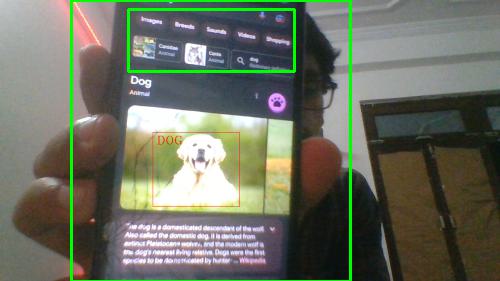 Images Breeds Sounds Videos Shopping
Canidae
Animal
Canis
Animal
dog
Dog
Animal
DOG
The dog is a domesticated descendant of the wolf.
Also called the domestic dog, it is derived from
extinct Pleistocene wolves, and the modern wolf is
the dog's nearest living relative. Dogs were the first
species to be domesticated by hunter ... Wikipedia